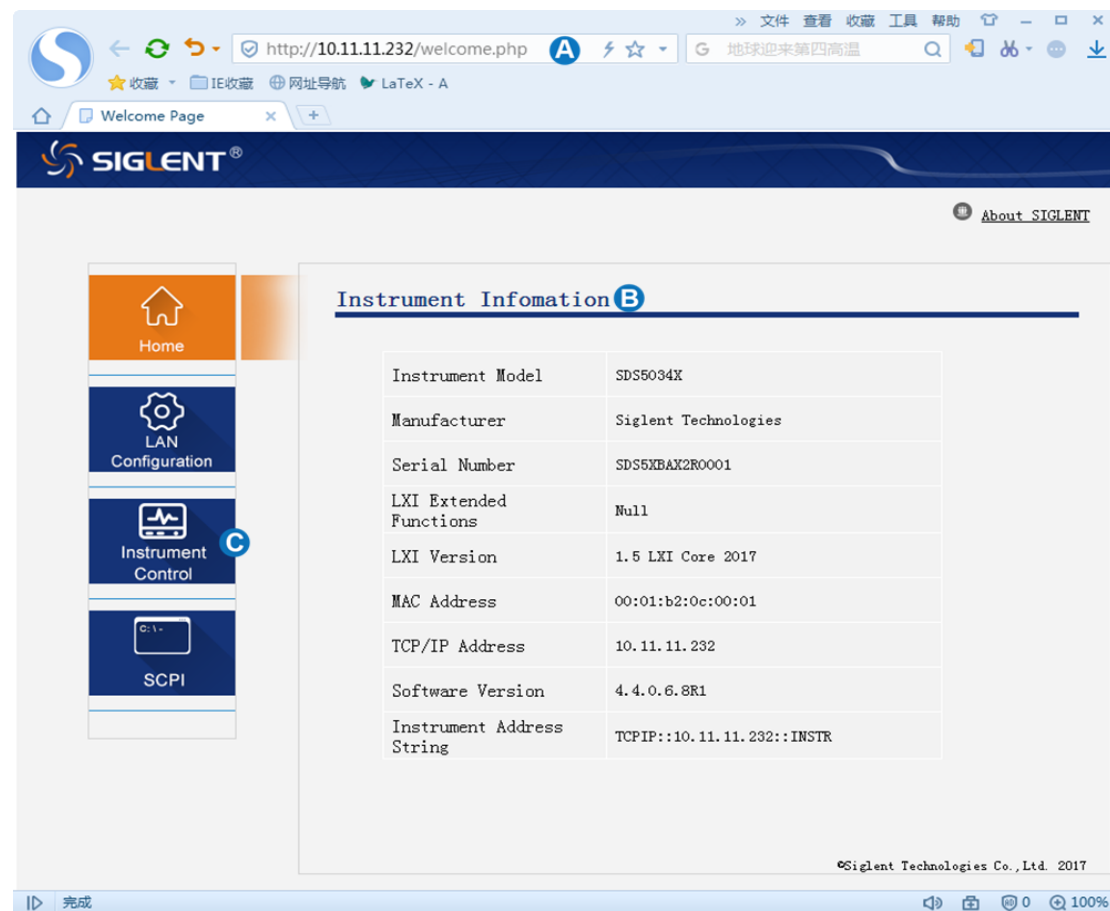 » 文件 查看 收藏 工具 帮助
http://10.11.11.232/welcome.php A
G 地球迎来第四高温
收藏 IE收藏 网址导航 LaTeX - A
Welcome Page
SIGLENT®
About SIGLENT
Home
LAN
Configuration
Instrument
Control
C
C:\-
SCPI
Instrument Infomation B
Instrument Model SDS5034X
Manufacturer Siglent Technologies
Serial Number SDS5XBAX2R0001
LXI Extended
Functions
Null
LXI Version 1.5 LXI Core 2017
MAC Address 00:01:b2:0c:00:01
TCP/IP Address 10.11.11.232
Software Version 4.4.0.6.8R1
Instrument Address
String
TCPIP::10.11.11.232::INSTR
©Siglent Technologies Co.,Ltd. 2017
完成
0 100%